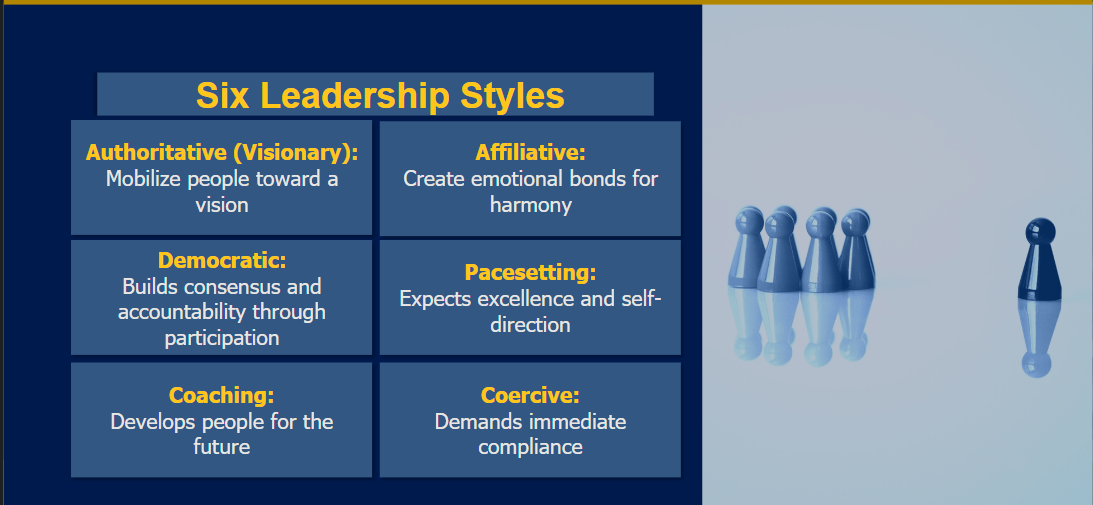 Six Leadership Styles
Authoritative (Visionary):
Mobilize people toward a
vision
Affiliative:
Create emotional bonds for
harmony
Democratic:
Builds consensus and
accountability through
participation
Pacesetting:
Expects excellence and self-
direction
Coaching:
Develops people for the
future
Coercive:
Demands immediate
compliance